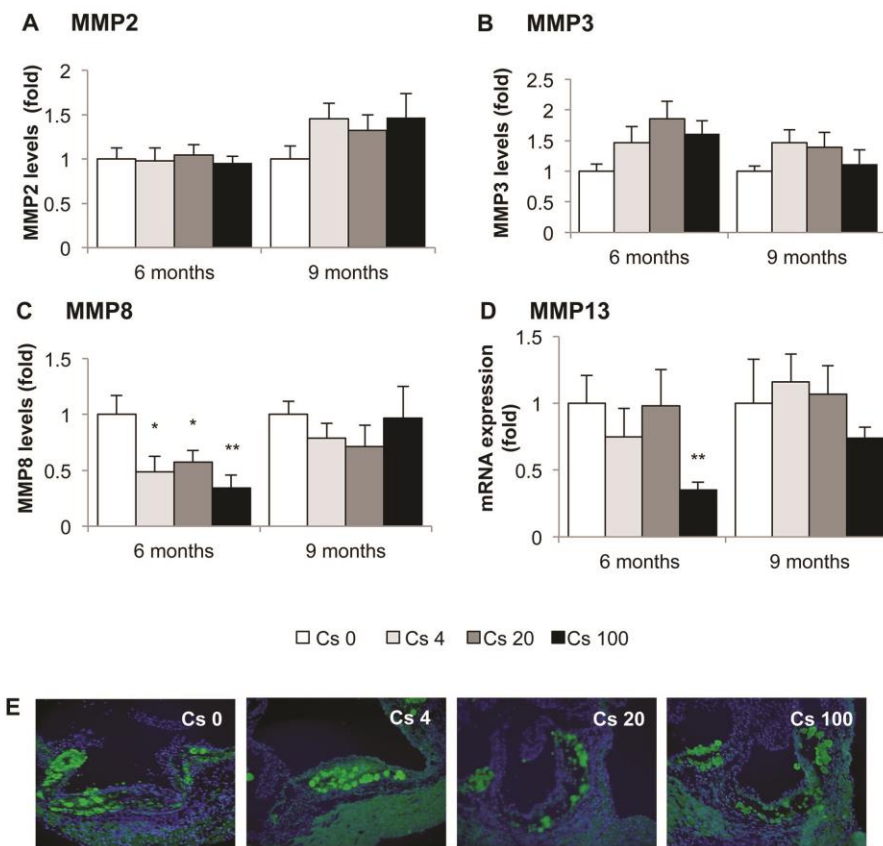 A MMP2
B MMP3
MMP2 levels (fold)
2
1.5
1
0.5
0
6 months 9 months
MMP3 levels (fold)
2.5
2
1.5
1
0.5
0
6 months 9 months
C MMP8
D MMP13
MMP8 levels (fold)
1.5
1
0.5
0
* * **
6 months 9 months
mRNA expression
(fold)
1.5
1
0.5
0
**
6 months 9 months
Cs 0 Cs 4 Cs 20 Cs 100
E
Cs 0 Cs 4 Cs 20 Cs 100